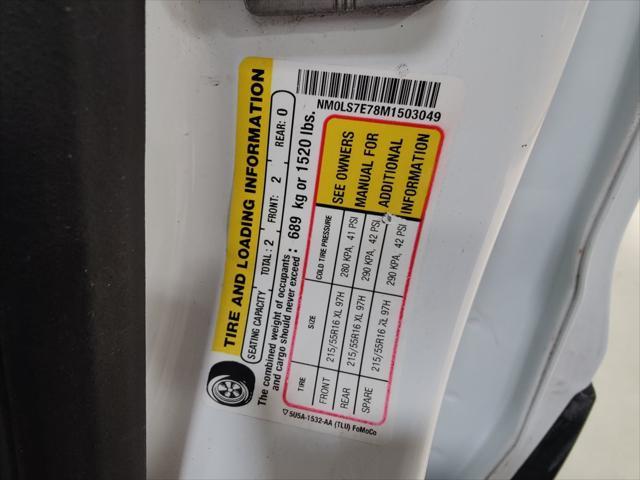 NM0LS7E78M1503049
TIRE AND LOADING INFORMATION
SEATING CAPACITY TOTAL: 2 FRONT: 2 REAR: 0
The combined weight of occupants and cargo should never exceed: 689 kg or 1520 lbs.
TIRE SIZE COLD TIRE PRESSURE
FRONT 215/55R16 XL 97H 280 KPA, 41 PSI
REAR 215/55R16 XL 97H 290 KPA, 42 PSI
SPARE 215/55R16 XL 97H 290 KPA, 42 PSI
SEE OWNERS
MANUAL FOR
ADDITIONAL
INFORMATION
5U5A-1532-AA (TLU) FoMoCo